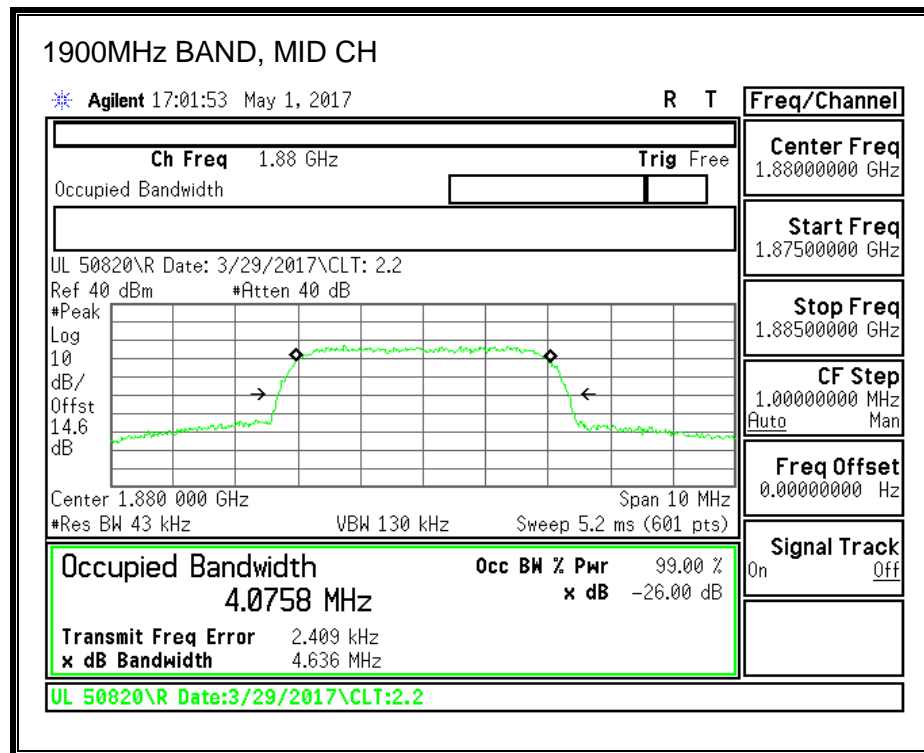 1900MHz BAND, MID CH
Agilent 17:01:53 May 1, 2017 R T
Freq/Channel
Ch Freq 1.88 GHz Trig Free
Occupied Bandwidth
Center Freq
1.88000000 GHz
Start Freq
1.87500000 GHz
UL 50820\R Date: 3/29/2017\CLT: 2.2
Ref 40 dBm #Atten 40 dB
#Peak
Log
10
dB/
Offst
14.6
dB
Stop Freq
1.88500000 GHz
CF Step
1.00000000 MHz
Auto Man
Freq Offset
0.00000000 Hz
Center 1.880 000 GHz Span 10 MHz
#Res BW 43 kHz VBW 130 kHz Sweep 5.2 ms (601 pts)
Signal Track
On Off
Occupied Bandwidth Occ BW % Pwr 99.00 %
4.0758 MHz x dB -26.00 dB
Transmit Freq Error 2.409 kHz
x dB Bandwidth 4.636 MHz
UL 50820\R Date:3/29/2017\CLT:2.2